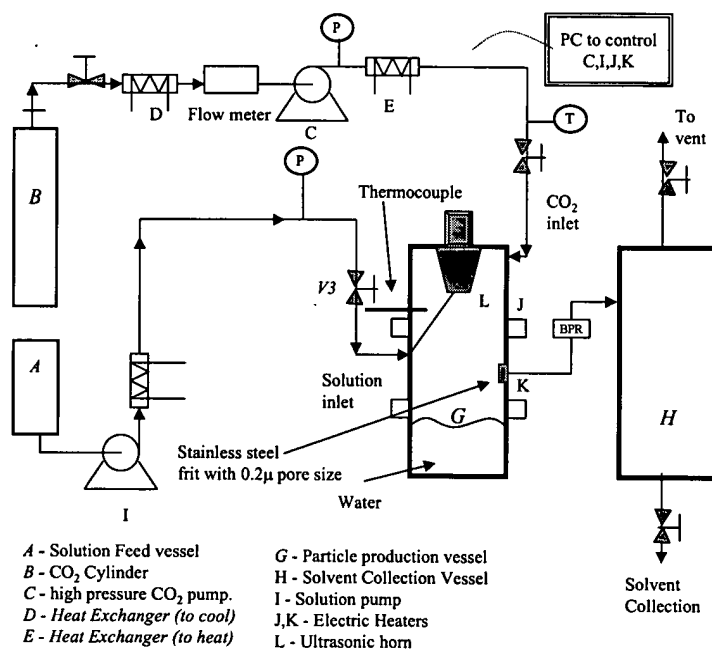 P
PC to control
C,I,J,K
D
Flow meter
C
E
T
To
vent
B
P
Thermocouple
CO2
inlet
V3
L
J
BPR
A
Solution
inlet
K
G
H
Stainless steel
frit with 0.2μ pore size
Water
I
A - Solution Feed vessel
B - CO2 Cylinder
C - high pressure CO2 pump.
D - Heat Exchanger (to cool)
E - Heat Exchanger (to heat)
G - Particle production vessel
H - Solvent Collection Vessel
I - Solution pump
J,K - Electric Heaters
L - Ultrasonic horn
Solvent
Collection